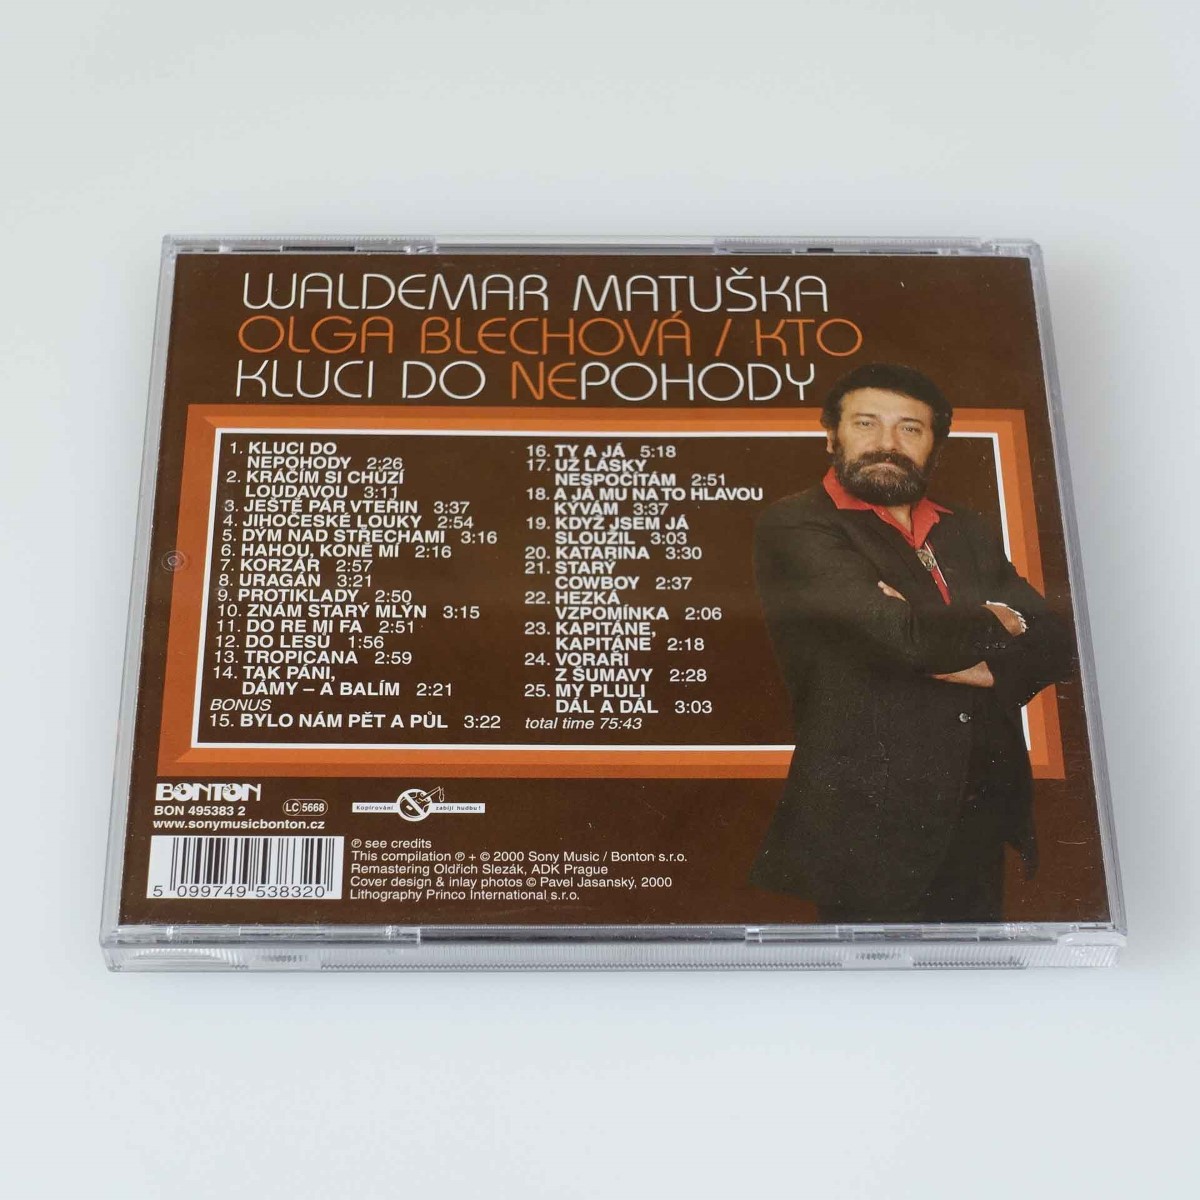 WALDEMAR MATUŠKA
OLGA BLECHOVÁ / KTO
KLUCI DO NEPOHODY
1. KLUCI DO
NEPOHODY 2:26
2. KRÁČÍM SI CHŮZÍ
LOUDAVOU 3:11
3. JEŠTĚ PÁR VTEŘIN 3:37
4. JIHOČESKÉ LOUKY 2:54
5. DÝM NAD STŘECHAMI 3:16
6. HAHOU, KONĚ MÍ 2:16
7. KORZÁR 2:57
8. URAGÁN 3:21
9. PROTIKLADY 2:50
10. ZNÁM STARÝ MLÝN 3:15
11. DO RE MI FA 2:51
12. DO LESŮ 1:56
13. TROPICANA 2:59
14. TAK PÁNI,
DÁMY – A BALÍM 2:21
BONUS
15. BYLO NÁM PĚT A PŮL 3:22
16. TY A JÁ 5:18
17. UŽ LÁSKY
NESPOČÍTÁM 2:51
18. A JÁ MU NA TO HLAVOU
KÝVÁM 3:37
19. KDYŽ JSEM JÁ
SLOUŽIL 3:03
20. KATARINA 3:30
21. STARÝ
COWBOY 2:37
22. HEZKÁ
VZPOMÍNKA 2:06
23. KAPITÁNE,
KAPITÁNE 2:18
24. VORAŘI
Z ŠUMAVY 2:28
25. MY PLULI
DÁL A DÁL 3:03
total time 75:43
BONTON
BON 495383 2
www.sonymusicbonton.cz
LC 5668
Kopírování zabíjí hudbu!
5 099749 538320
℗ see credits
This compilation ℗ + © 2000 Sony Music / Bonton s.r.o.
Remastering Oldřich Slezák, ADK Prague
Cover design & inlay photos © Pavel Jasanský, 2000
Lithography Princo International s.r.o.